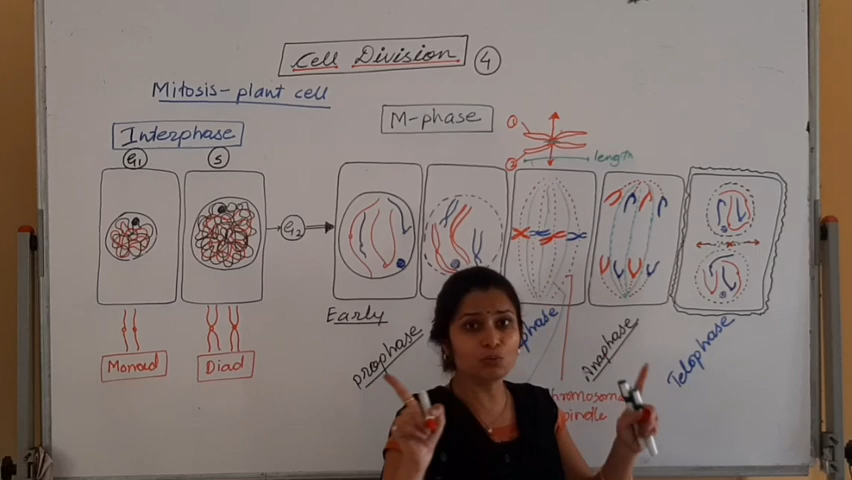 Cell Division 4
Mitosis-plant cell
M-phase
Interphase
G1
S
1
2
length
G2
Early
prophase
phase
Anaphase
Telophase
Monad
Diad
hromosoma
pindle